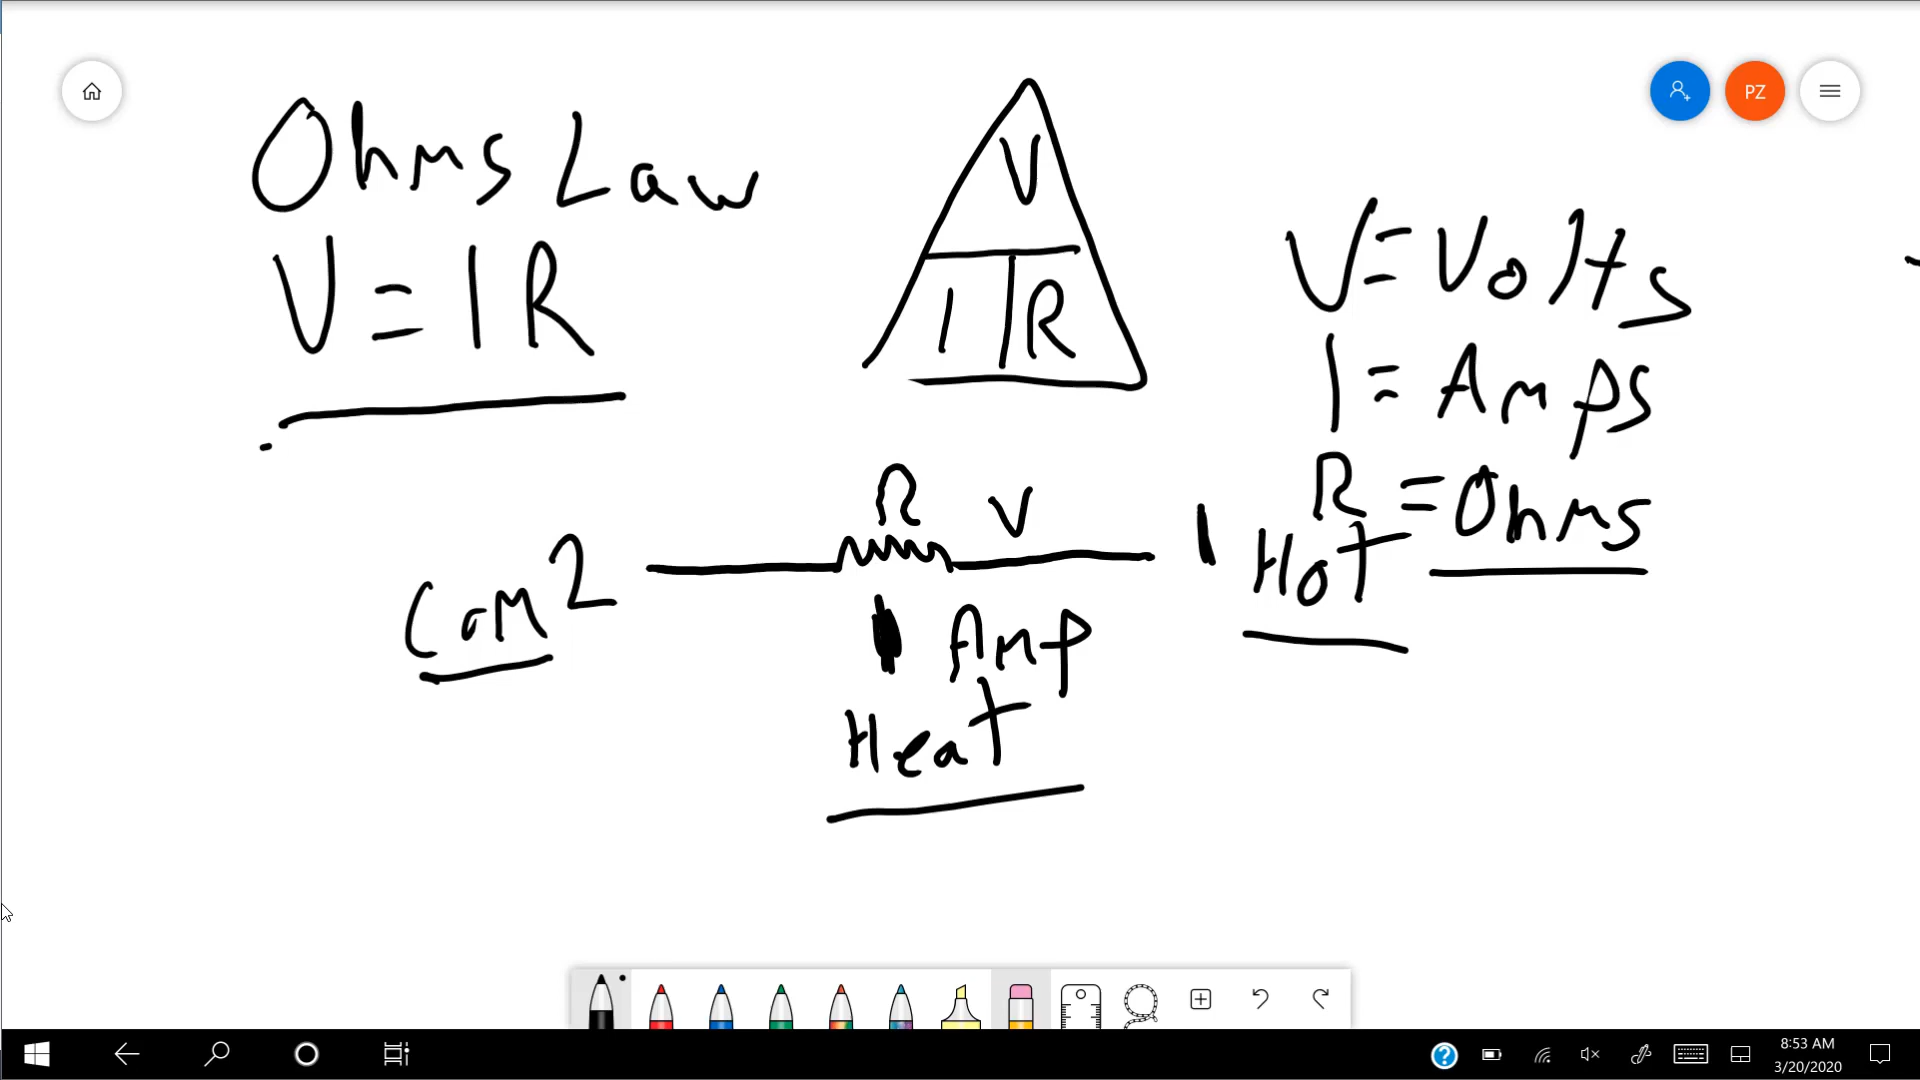 PZ
Ohms Law
V = IR
V
I R
V = Volts
I = Amps
R = Ohms
Ω V
Com 2
1 Hot
Amp
Heat
8:53 AM
3/20/2020